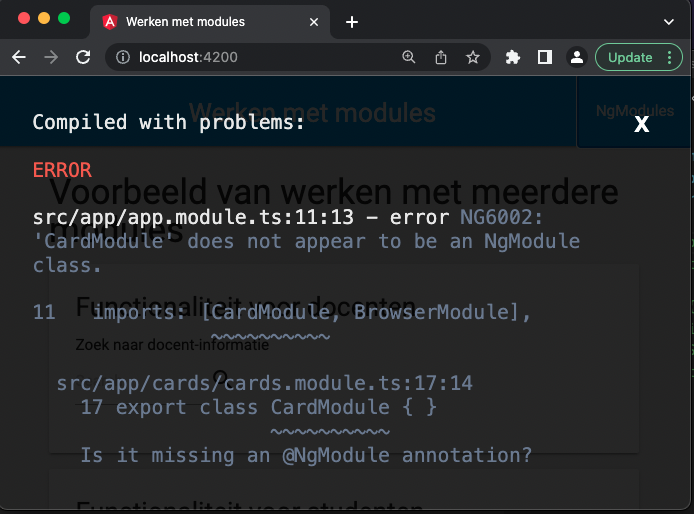 Werken met modules
localhost:4200
Update
Werken met modules
NgModules
Compiled with problems:
X
ERROR
Voorbeeld van werken met meerdere
modules
src/app/app.module.ts:11:13 - error NG6002:
'CardModule' does not appear to be an NgModule
class.
Functionaliteit voor docenten
11 imports: [CardModule, BrowserModule],
~~~~~~~~~~
Zoek naar docent-informatie
src/app/cards/cards.module.ts:17:14
17 export class CardModule { }
~~~~~~~~~~
Is it missing an @NgModule annotation?
Functionaliteit voor studenten